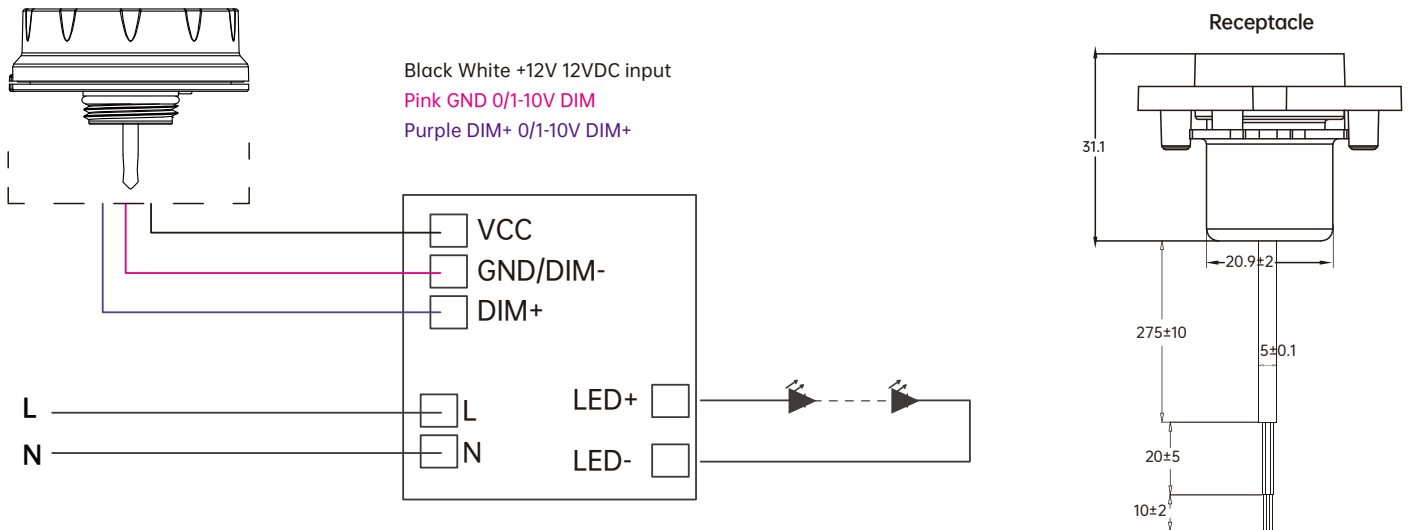 Receptacle
Black White +12V 12VDC input
Pink GND 0/1-10V DIM
Purple DIM+ 0/1-10V DIM+
31.1
VCC
GND/DIM-
DIM+
20.9±2
275±10
5±0.1
L
L
LED+
N
N
LED-
20±5
10±2